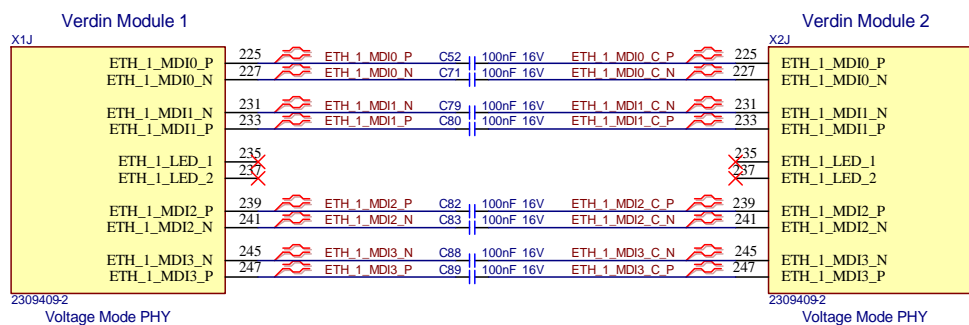 Verdin Module 1 Verdin Module 2
X1J X2J
ETH_1_MDI0_P 225 ETH_1_MDI0_P C52 100nF 16V ETH_1_MDI0_C_P 225 ETH_1_MDI0_P
ETH_1_MDI0_N 227 ETH_1_MDI0_N C71 100nF 16V ETH_1_MDI0_C_N 227 ETH_1_MDI0_N
ETH_1_MDI1_N 231 ETH_1_MDI1_N C79 100nF 16V ETH_1_MDI1_C_N 231 ETH_1_MDI1_N
ETH_1_MDI1_P 233 ETH_1_MDI1_P C80 100nF 16V ETH_1_MDI1_C_P 233 ETH_1_MDI1_P
ETH_1_LED_1 235 235 ETH_1_LED_1
ETH_1_LED_2 237 237 ETH_1_LED_2
ETH_1_MDI2_P 239 ETH_1_MDI2_P C82 100nF 16V ETH_1_MDI2_C_P 239 ETH_1_MDI2_P
ETH_1_MDI2_N 241 ETH_1_MDI2_N C83 100nF 16V ETH_1_MDI2_C_N 241 ETH_1_MDI2_N
ETH_1_MDI3_N 245 ETH_1_MDI3_N C88 100nF 16V ETH_1_MDI3_C_N 245 ETH_1_MDI3_N
ETH_1_MDI3_P 247 ETH_1_MDI3_P C89 100nF 16V ETH_1_MDI3_C_P 247 ETH_1_MDI3_P
2309409-2 2309409-2
Voltage Mode PHY Voltage Mode PHY